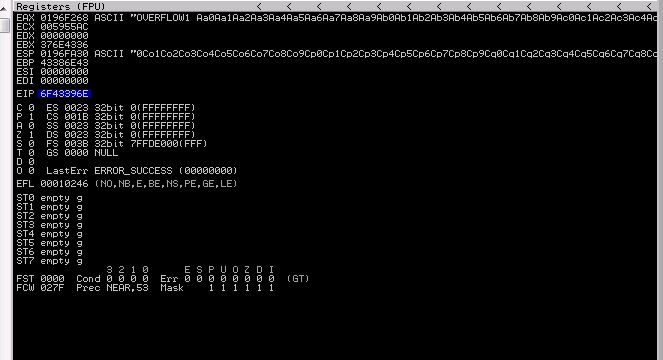 Registers (FPU) < < < < < < < < < < < < <
EAX 0196F268 ASCII "OVERFLOW1 Aa0Aa1Aa2Aa3Aa4Aa5Aa6Aa7Aa8Aa9Ab0Ab1Ab2Ab3Ab4Ab5Ab6Ab7Ab8Ab9Ac0Ac1Ac2Ac3Ac4Ac
ECX 005955AC
EDX 00000000
EBX 376E4336
ESP 0196FA30 ASCII "0Co1Co2Co3Co4Co5Co6Co7Co8Co9Cp0Cp1Cp2Cp3Cp4Cp5Cp6Cp7Cp8Cp9Cq0Cq1Cq2Cq3Cq4Cq5Cq6Cq7Cq8Cq
EBP 43386E43
ESI 00000000
EDI 00000000
EIP 6F43396E
C 0 ES 0023 32bit 0(FFFFFFFF)
P 1 CS 001B 32bit 0(FFFFFFFF)
A 0 SS 0023 32bit 0(FFFFFFFF)
Z 1 DS 0023 32bit 0(FFFFFFFF)
S 0 FS 003B 32bit 7FFDE000(FFF)
T 0 GS 0000 NULL
D 0
O 0 LastErr ERROR_SUCCESS (00000000)
EFL 00010246 (NO,NB,E,BE,NS,PE,GE,LE)
ST0 empty g
ST1 empty g
ST2 empty g
ST3 empty g
ST4 empty g
ST5 empty g
ST6 empty g
ST7 empty g
3 2 1 0 E S P U O Z D I
FST 0000 Cond 0 0 0 0 Err 0 0 0 0 0 0 0 0 (GT)
FCW 027F Prec NEAR,53 Mask 1 1 1 1 1 1